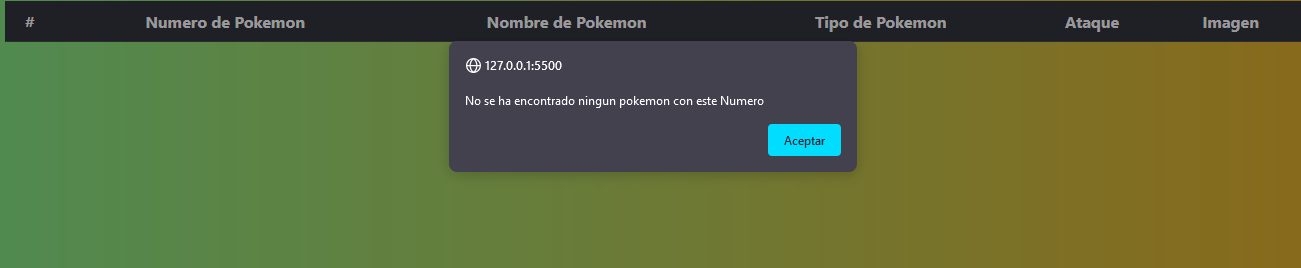 # Numero de Pokemon Nombre de Pokemon Tipo de Pokemon Ataque Imagen
127.0.0.1:5500
No se ha encontrado ningun pokemon con este Numero
Aceptar